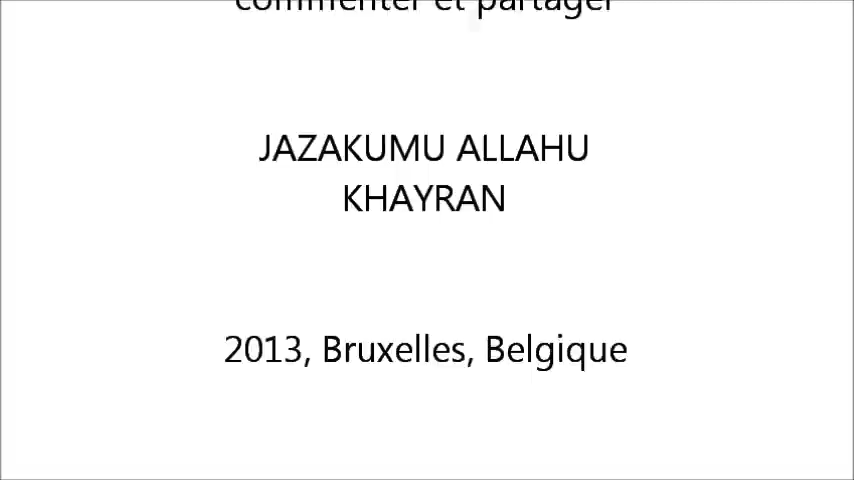 commenter et partager
JAZAKUMU ALLAHU
KHAYRAN
2013, Bruxelles, Belgique